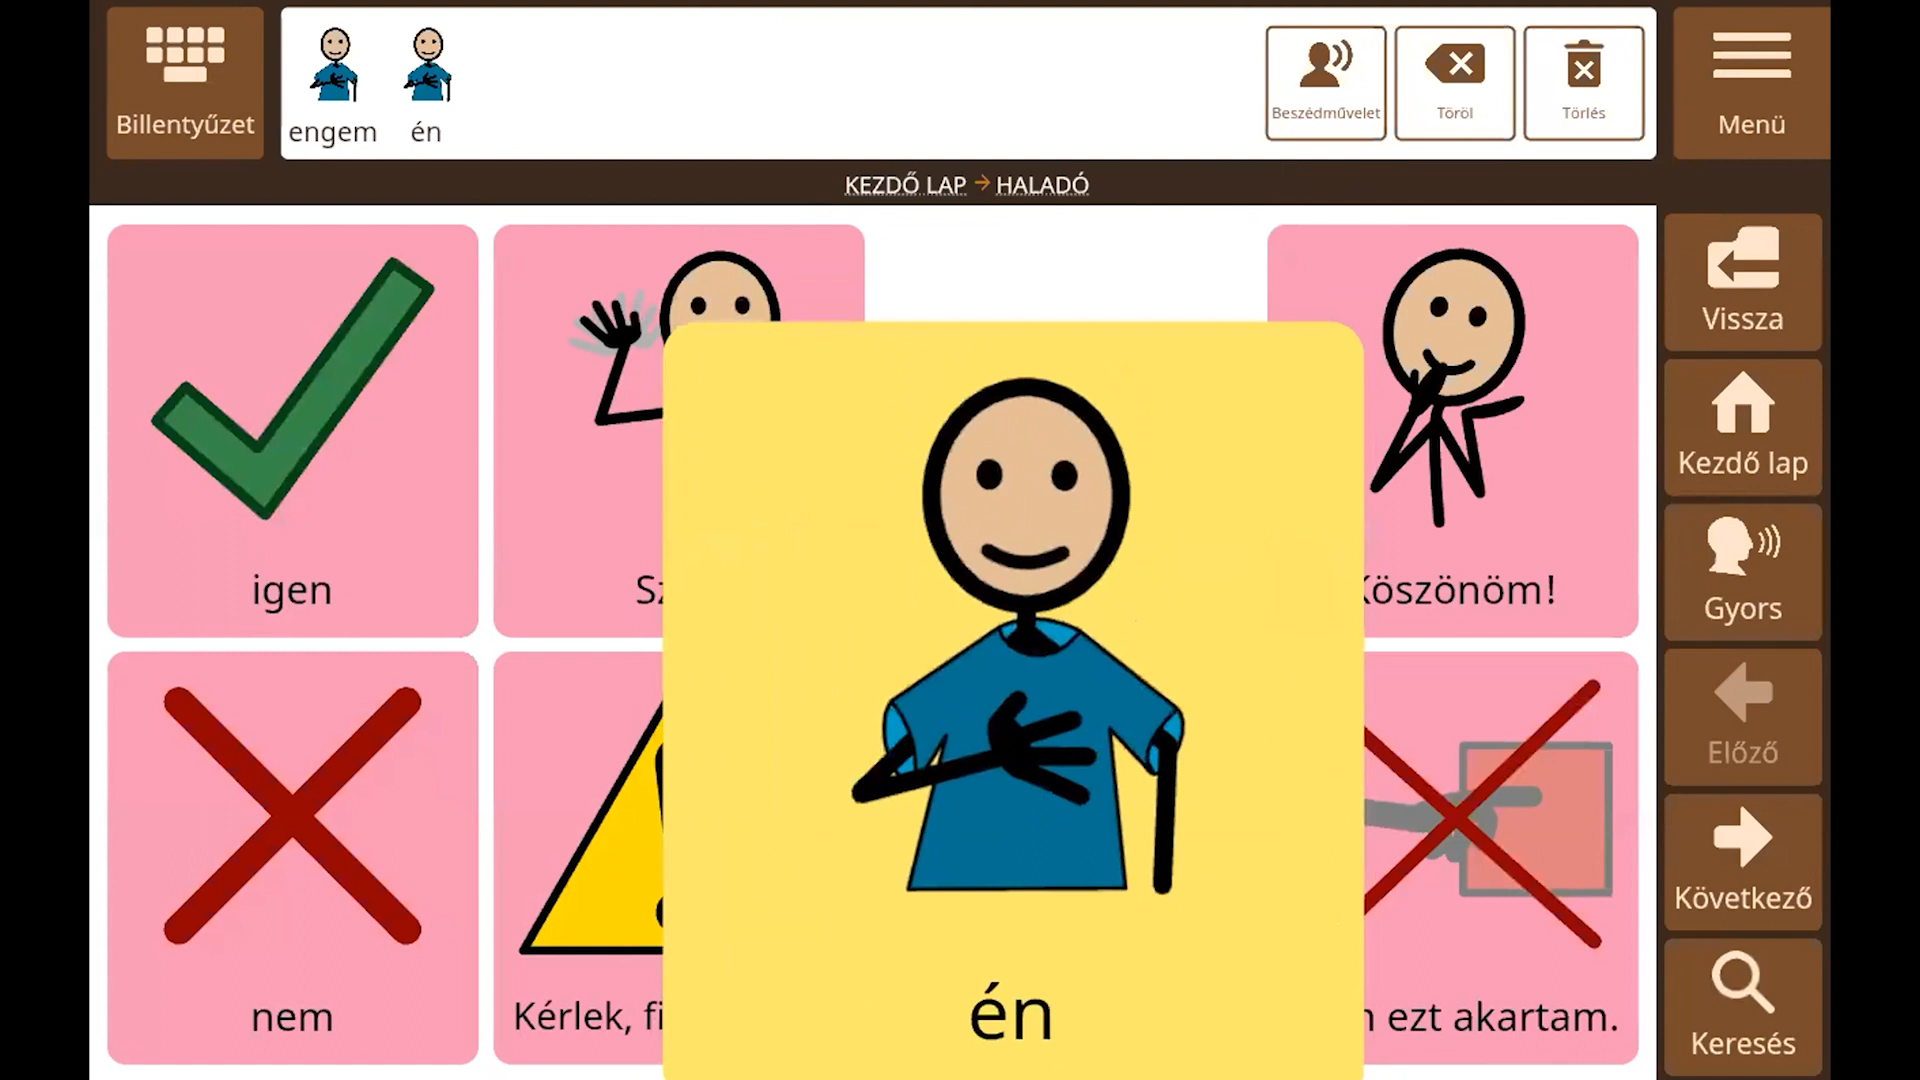 Billentyűzet
engem én
Beszédművelet
Töröl
Törlés
Menü
KEZDŐ LAP → HALADÓ
igen
Köszönöm!
Vissza
Kezdő lap
Gyors
Előző
Következő
Keresés
nem
Kérlek,
én
ezt akartam.